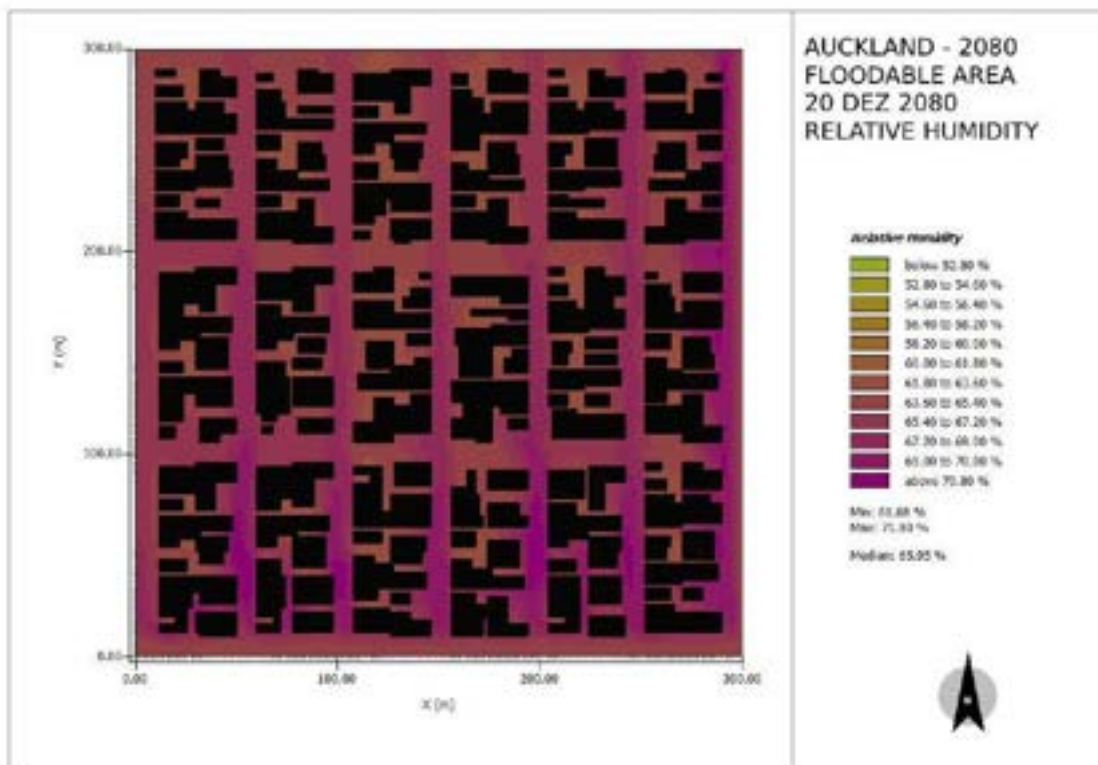 AUCKLAND - 2080
FLOODABLE AREA
20 DEZ 2080
RELATIVE HUMIDITY
300.00
200.00
100.00
0.00
Y [m]
0.00 100.00 200.00 300.00
X [m]
Relative Humidity
below 52.80 %
52.80 to 54.60 %
54.60 to 56.40 %
56.40 to 58.20 %
58.20 to 60.00 %
60.00 to 61.80 %
61.80 to 63.60 %
63.60 to 65.40 %
65.40 to 67.20 %
67.20 to 69.00 %
69.00 to 70.80 %
above 70.80 %
Min: %
Max: %
Median: %